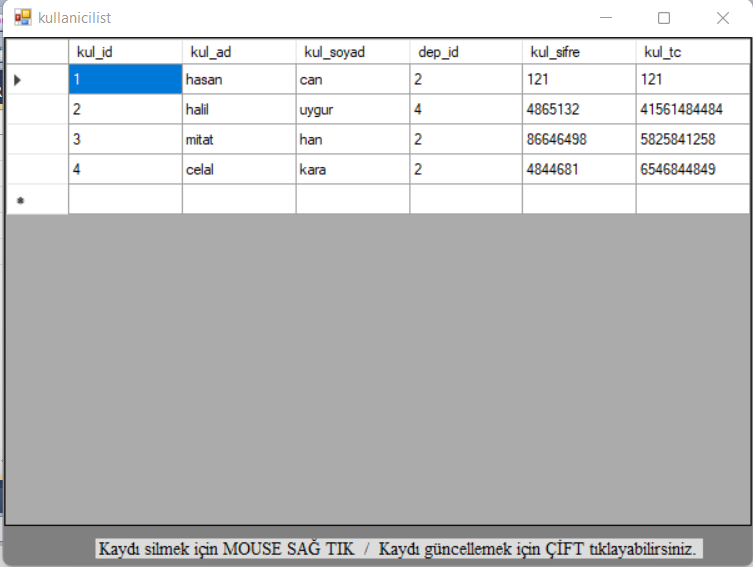 kullanicilist
kul_id kul_ad kul_soyad dep_id kul_sifre kul_tc
1 hasan can 2 121 121
2 halil uygur 4 4865132 41561484484
3 mitat han 2 86646498 5825841258
4 celal kara 2 4844681 6546844849
Kaydı silmek için MOUSE SAĞ TIK / Kaydı güncellemek için ÇİFT tıklayabilirsiniz.